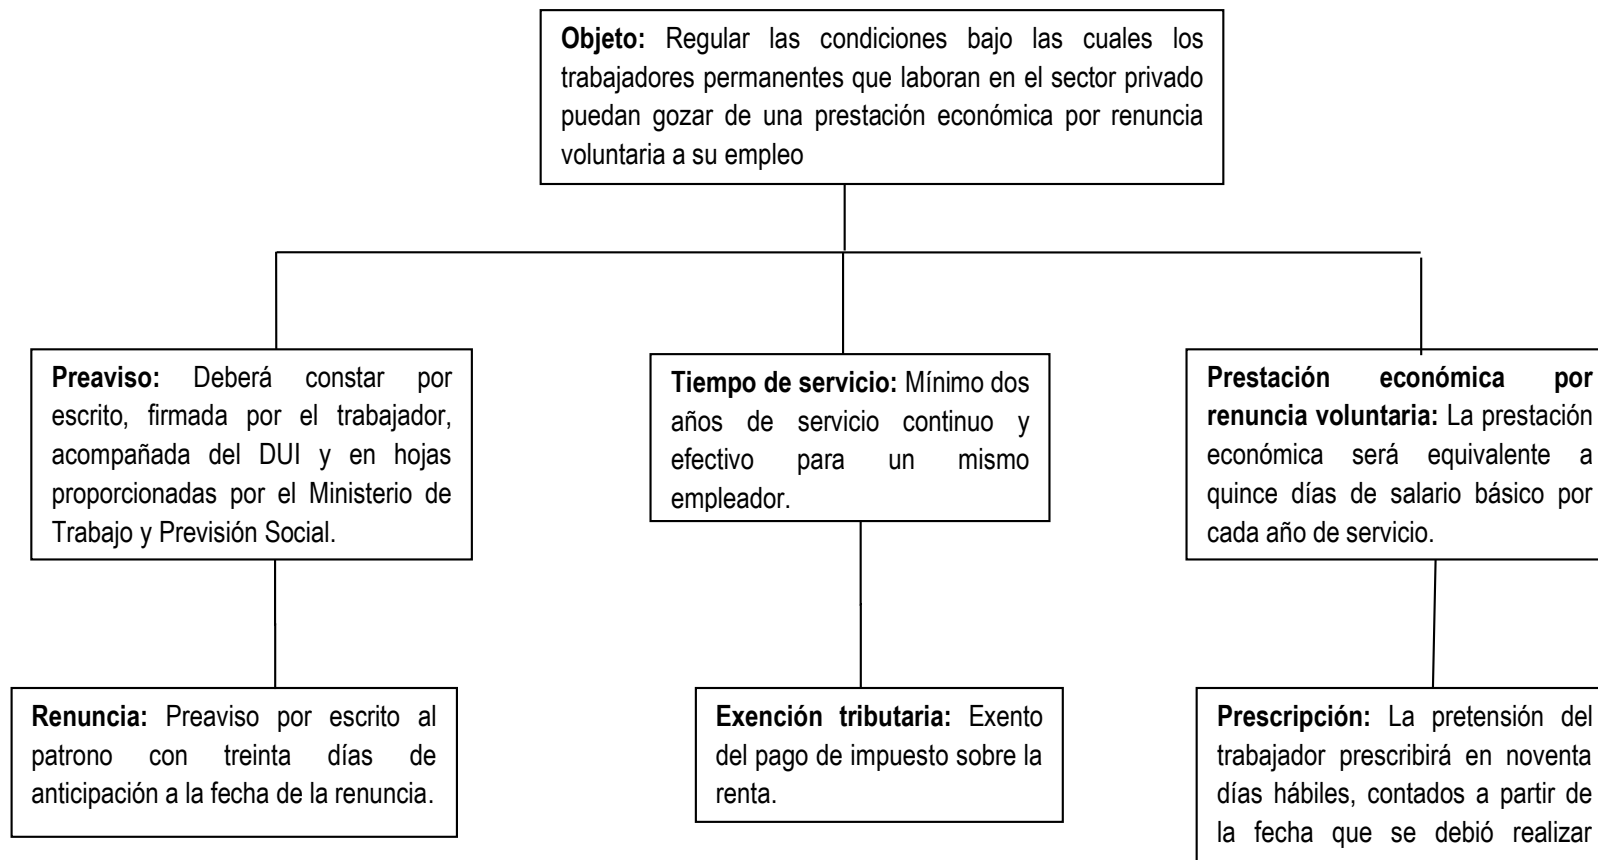 Objeto: Regular las condiciones bajo las cuales los
trabajadores permanentes que laboran en el sector privado
puedan gozar de una prestación económica por renuncia
voluntaria a su empleo
Preaviso: Deberá constar por
escrito, firmada por el trabajador,
acompañada del DUI y en hojas
proporcionadas por el Ministerio de
Trabajo y Previsión Social.
Tiempo de servicio: Mínimo dos
años de servicio continuo y
efectivo para un mismo
empleador.
Prestación económica por
renuncia voluntaria: La prestación
económica será equivalente a
quince días de salario básico por
cada año de servicio.
Renuncia: Preaviso por escrito al
patrono con treinta días de
anticipación a la fecha de la renuncia.
Exención tributaria: Exento
del pago de impuesto sobre la
renta.
Prescripción: La pretensión del
trabajador prescribirá en noventa
días hábiles, contados a partir de
la fecha que se debió realizar